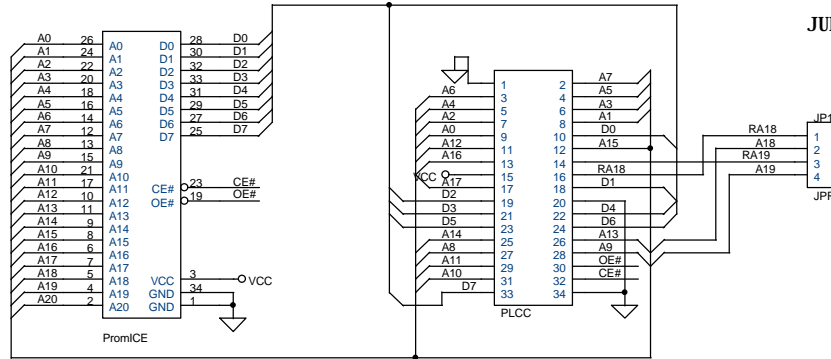 JU
A0 26 A0 D0 28 D0
A1 24 A1 D1 30 D1
A2 22 A2 D2 32 D2
A3 20 A3 D3 33 D3
A4 18 A4 D4 31 D4
A5 16 A5 D5 29 D5
A6 14 A6 D6 27 D6
A7 12 A7 D7 25 D7
A8 13 A8
A9 15 A9
A10 21 A10
A11 17 A11 CE# 23 CE#
A12 10 A12 OE# 19 OE#
A13 11 A13
A14 9 A14
A15 8 A15
A16 6 A16
A17 7 A17
A18 5 A18 VCC 3 VCC
A19 4 A19 GND 34
A20 2 A20 GND 1
PromICE
1 2 A7
A6 3 4 A5
A4 5 6 A3
A2 7 8 A1
A0 9 10 D0
A12 11 12 A15
A16 13 14
VCC 15 16 RA18
A17 17 18 D1
D2 19 20
D3 21 22 D4
D5 23 24 D6
A14 25 26 A13
A8 27 28 A9
A11 29 30 OE#
A10 31 32 CE#
D7 33 34
PLCC
JP1
RA18 1
A18 2
RA19 3
A19 4